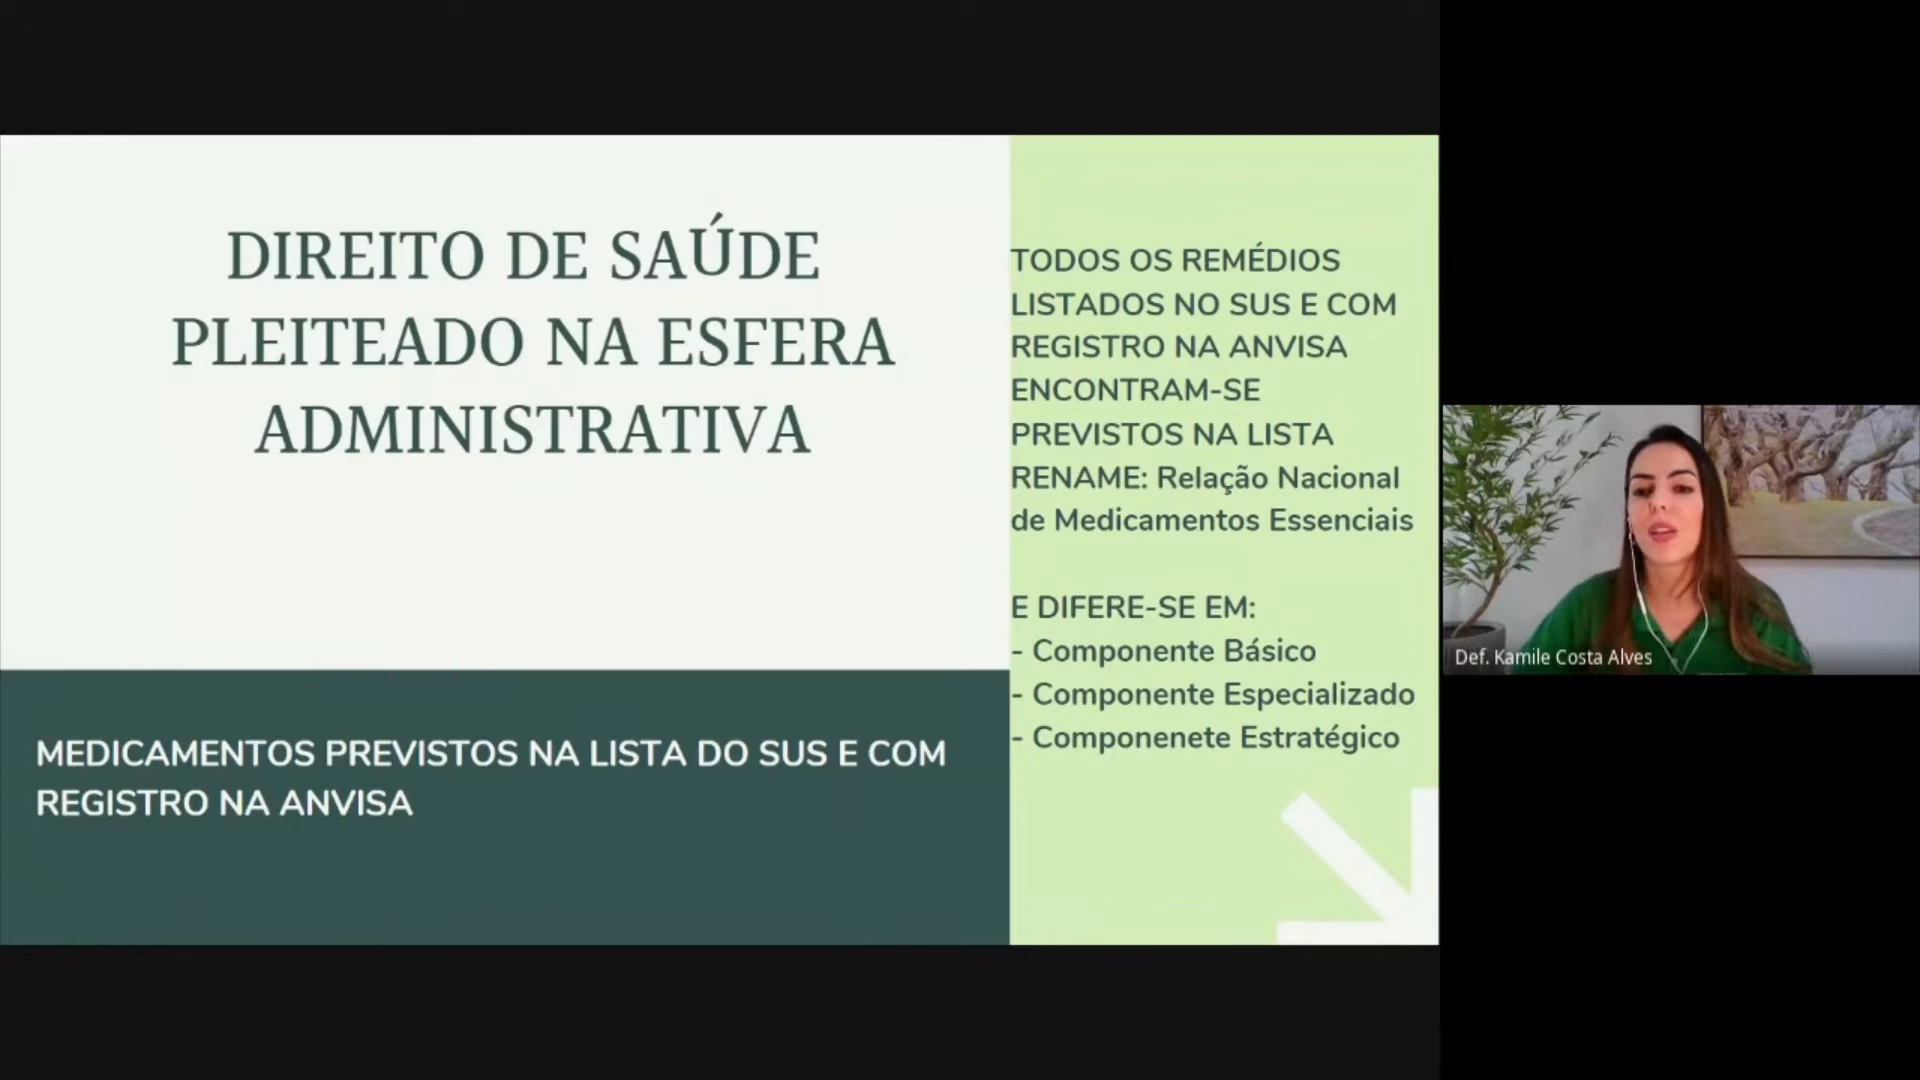 DIREITO DE SAÚDE
PLEITEADO NA ESFERA
ADMINISTRATIVA
MEDICAMENTOS PREVISTOS NA LISTA DO SUS E COM
REGISTRO NA ANVISA
TODOS OS REMÉDIOS
LISTADOS NO SUS E COM
REGISTRO NA ANVISA
ENCONTRAM-SE
PREVISTOS NA LISTA
RENAME: Relação Nacional
de Medicamentos Essenciais
E DIFERE-SE EM:
- Componente Básico
- Componente Especializado
- Componenete Estratégico
Def. Kamile Costa Alves